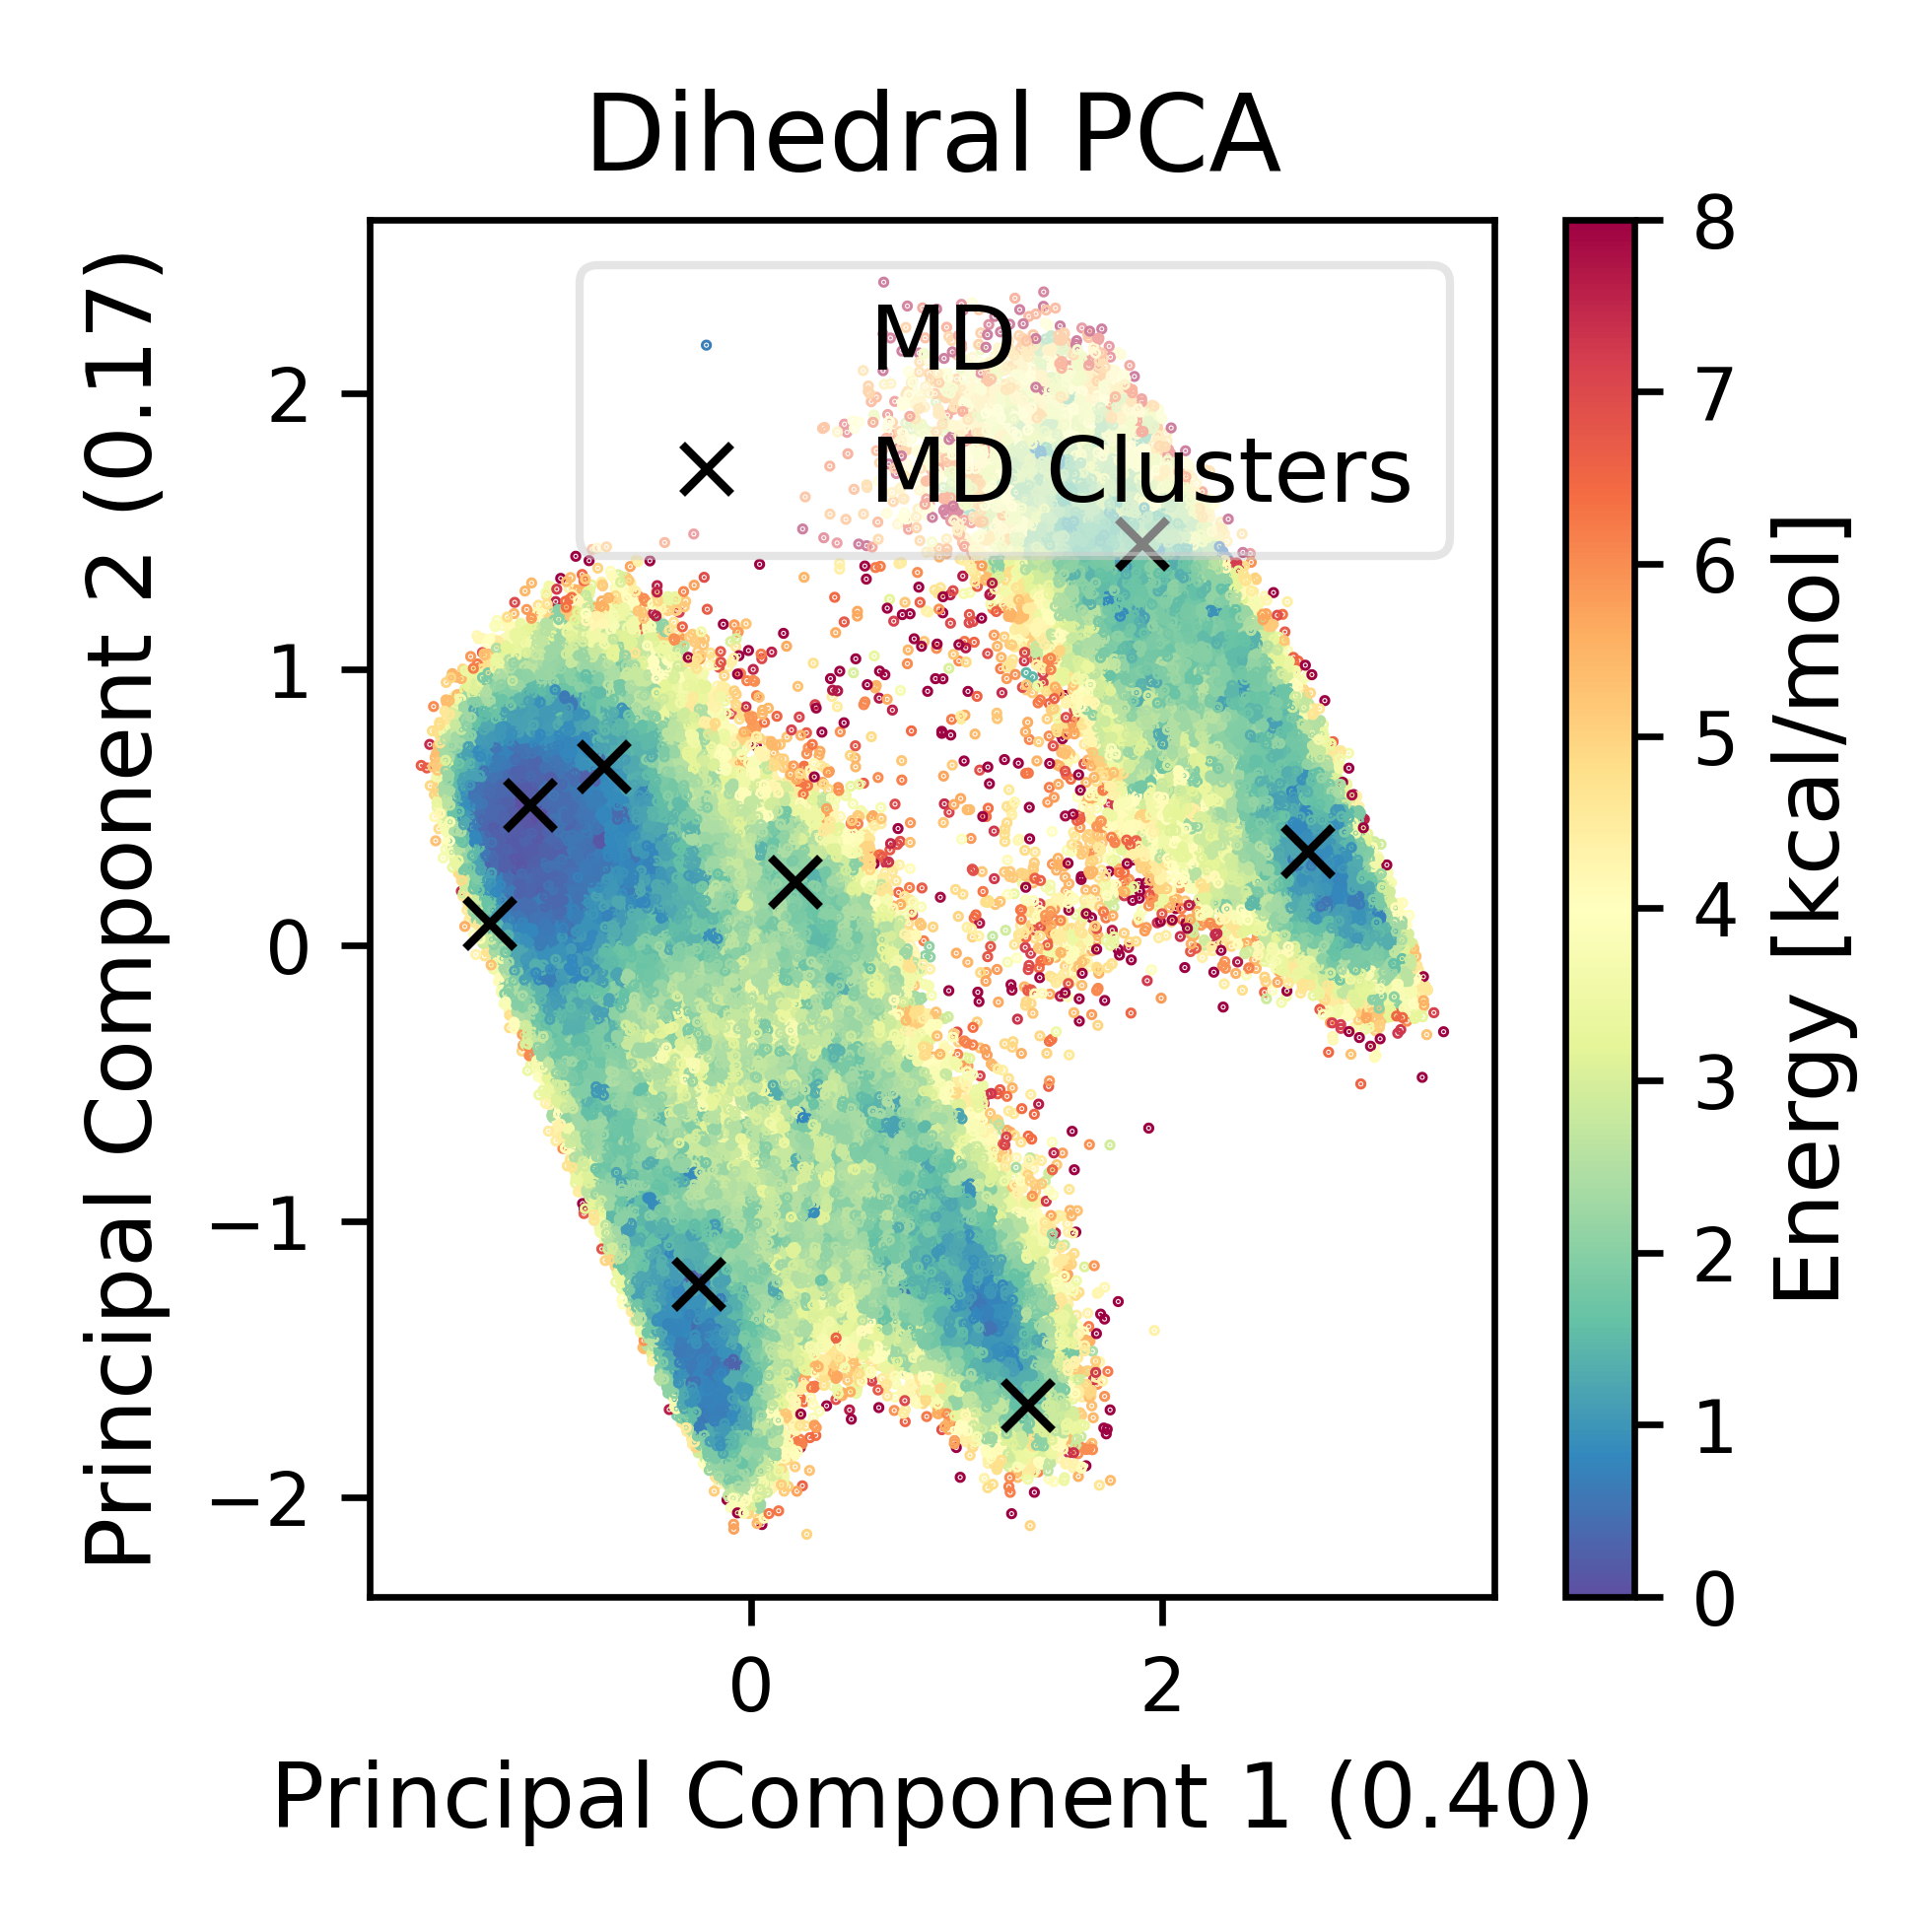 Dihedral PCA
MD
MD Clusters
2
1
0
−1
−2
Principal Component 2 (0.17)
0
2
Principal Component 1 (0.40)
8
7
6
5
4
3
2
1
0
Energy [kcal/mol]